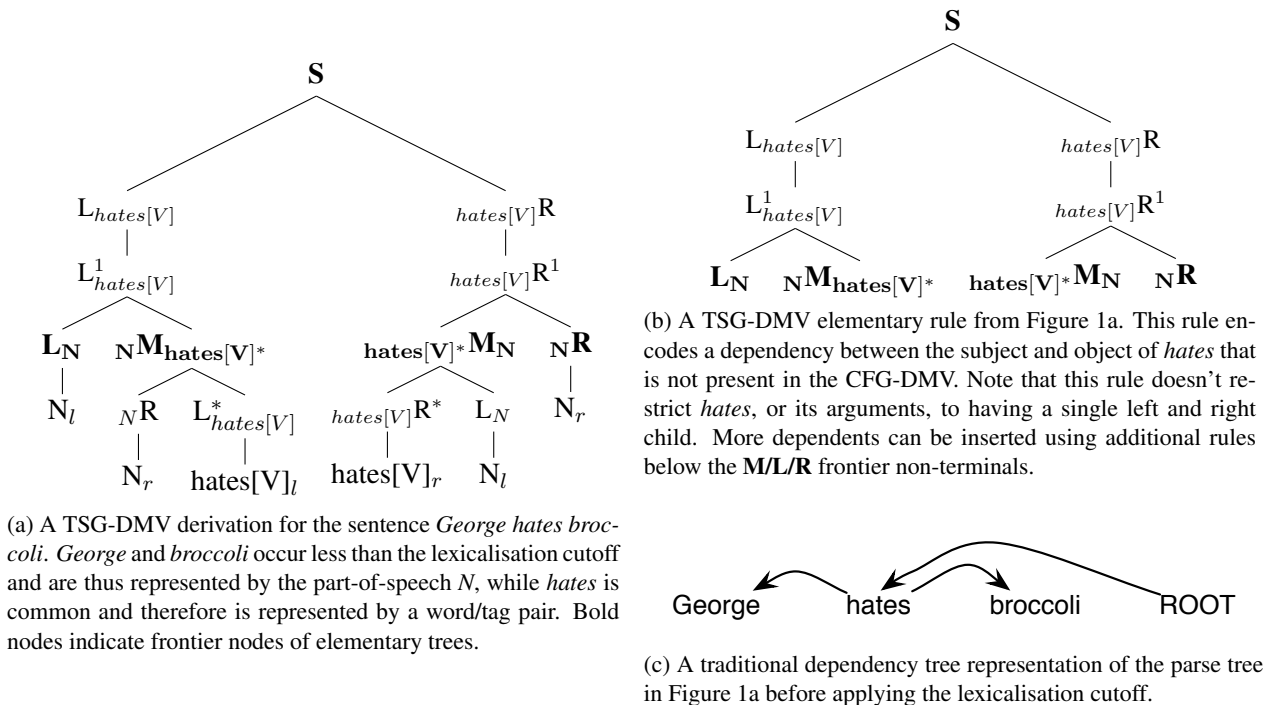 S
L_{hates[V]} _{hates[V]}R
L^1_{hates[V]} _{hates[V]}R^1
L_N _NM_{hates[V]*} _{hates[V]*}M_N _NR
N_l _NR L^*_{hates[V]} _{hates[V]}R^* L_N N_r
N_r hates[V]_l hates[V]_r N_l
(a) A TSG-DMV derivation for the sentence George hates broc-
coli. George and broccoli occur less than the lexicalisation cutoff
and are thus represented by the part-of-speech N, while hates is
common and therefore is represented by a word/tag pair. Bold
nodes indicate frontier nodes of elementary trees.
S
L_{hates[V]} _{hates[V]}R
L^1_{hates[V]} _{hates[V]}R^1
L_N _NM_{hates[V]*} _{hates[V]*}M_N _NR
(b) A TSG-DMV elementary rule from Figure 1a. This rule en-
codes a dependency between the subject and object of hates that
is not present in the CFG-DMV. Note that this rule doesn't re-
strict hates, or its arguments, to having a single left and right
child. More dependents can be inserted using additional rules
below the M/L/R frontier non-terminals.
George hates broccoli ROOT
(c) A traditional dependency tree representation of the parse tree
in Figure 1a before applying the lexicalisation cutoff.